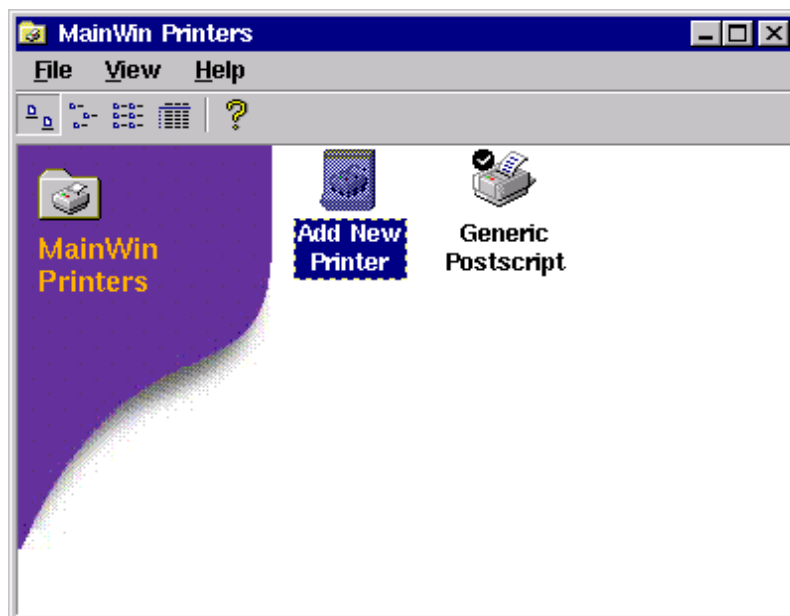 MainWin Printers
File View Help
MainWin
Printers
Add New
Printer
Generic
Postscript